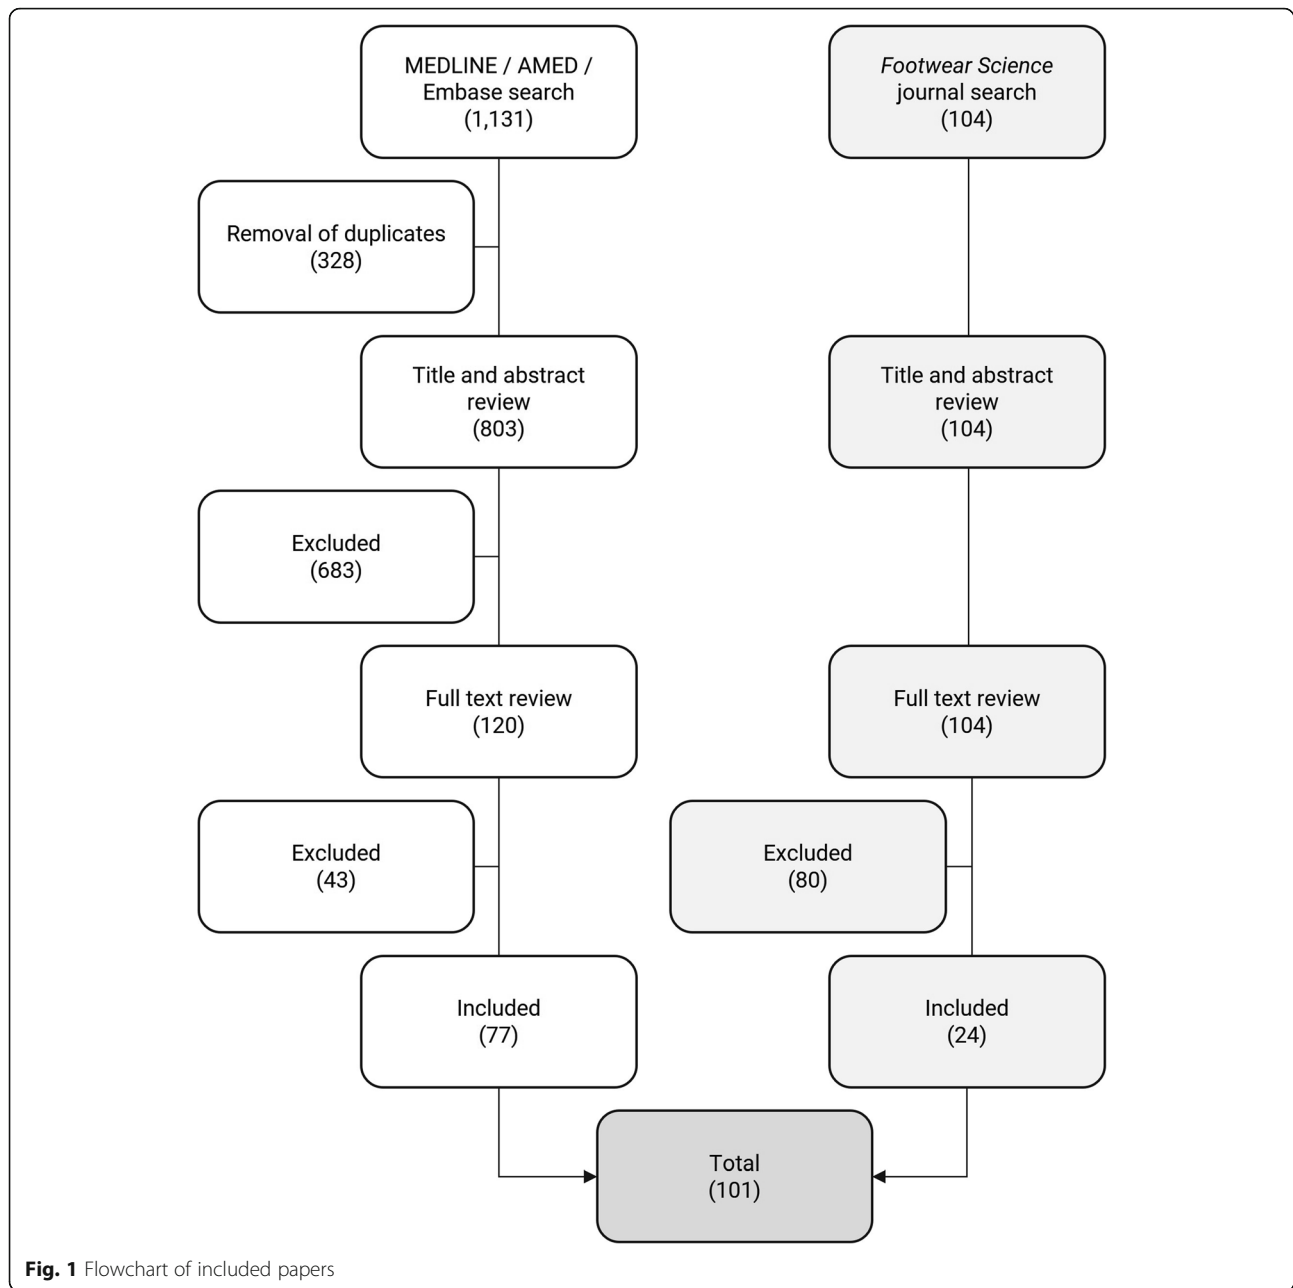 MEDLINE / AMED /
Embase search
(1,131)
Footwear Science
journal search
(104)
Removal of duplicates
(328)
Title and abstract
review
(803)
Title and abstract
review
(104)
Excluded
(683)
Full text review
(120)
Full text review
(104)
Excluded
(43)
Excluded
(80)
Included
(77)
Included
(24)
Total
(101)
Fig. 1 Flowchart of included papers